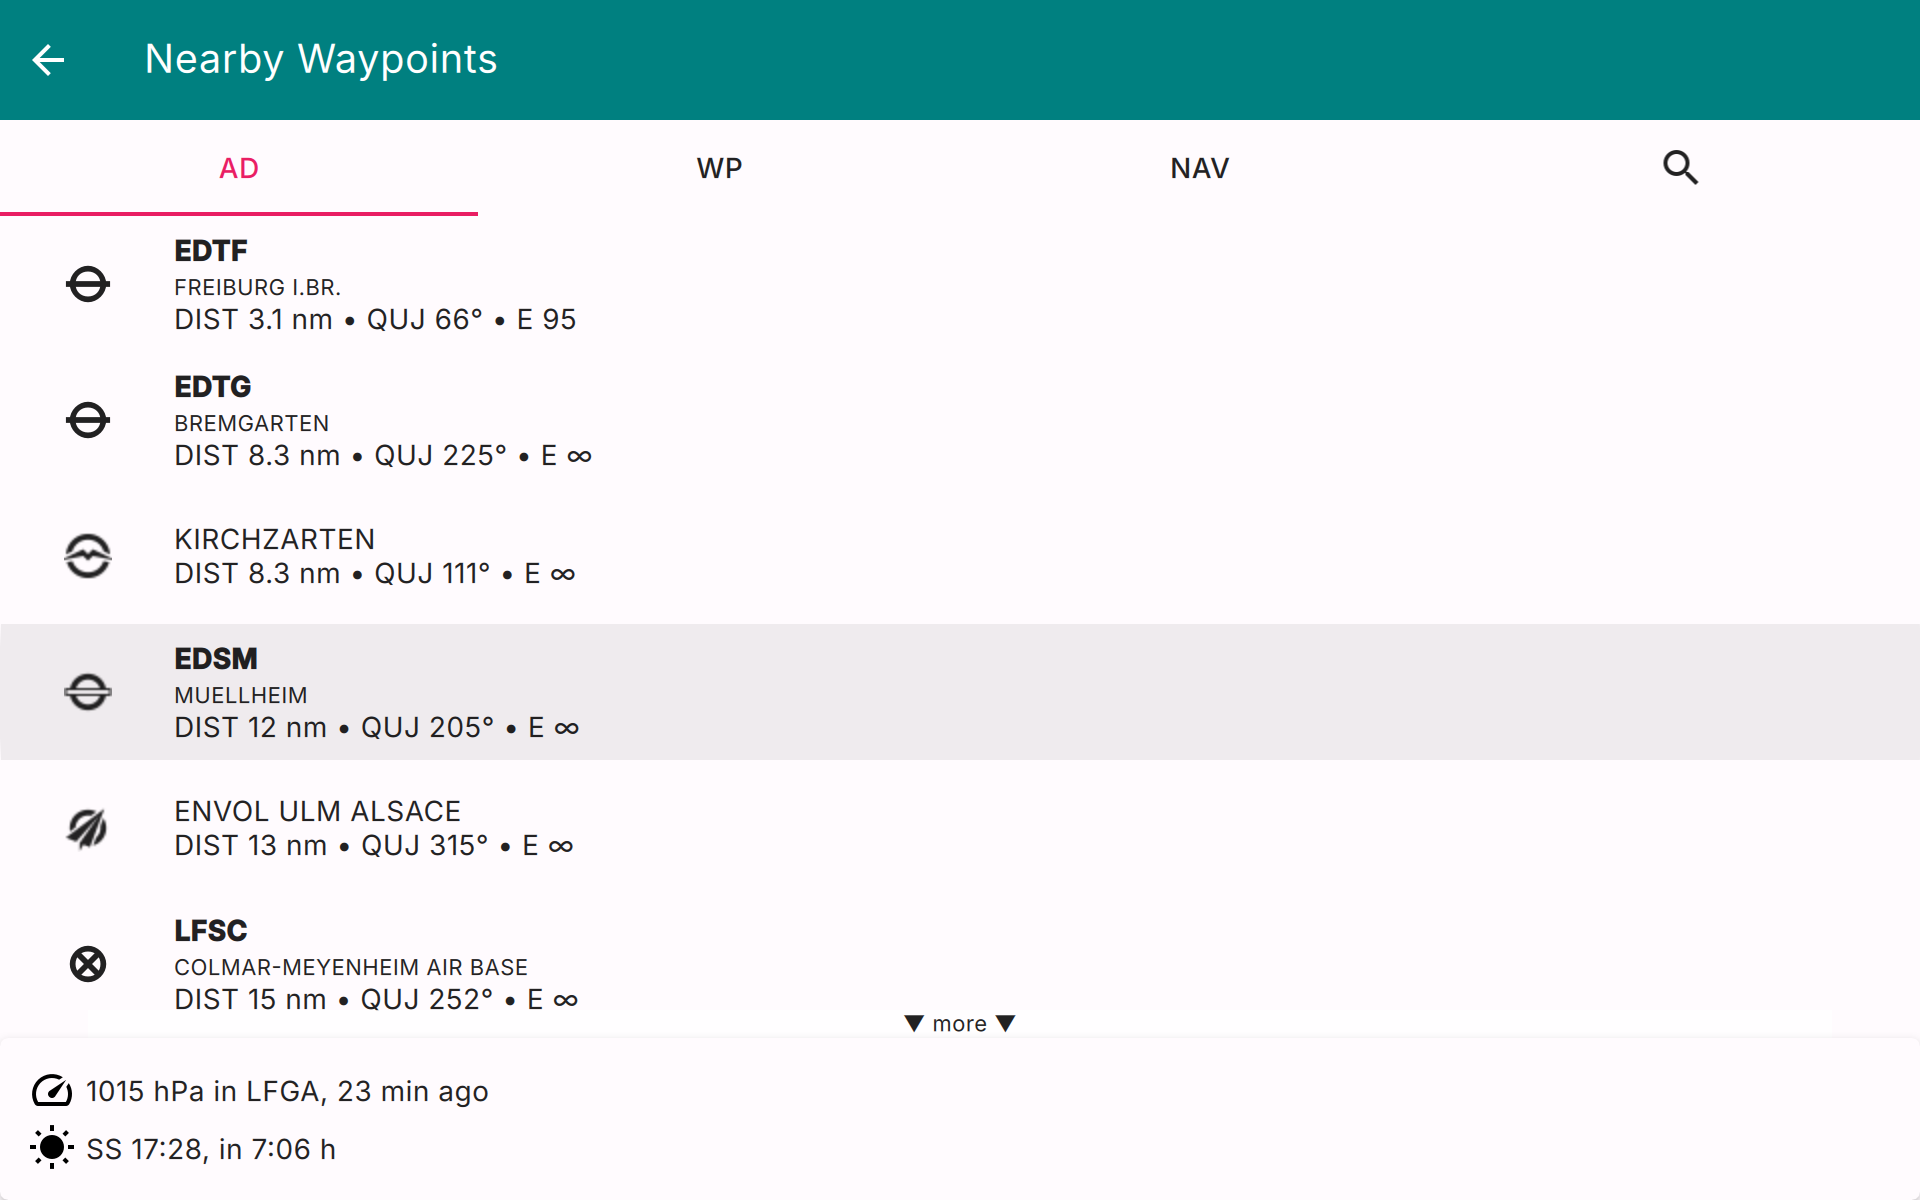 Nearby Waypoints
AD
WP
NAV
EDTF
FREIBURG I.BR.
DIST 3.1 nm • QUJ 66° • E 95
EDTG
BREMGARTEN
DIST 8.3 nm • QUJ 225° • E ∞
KIRCHZARTEN
DIST 8.3 nm • QUJ 111° • E ∞
EDSM
MUELLHEIM
DIST 12 nm • QUJ 205° • E ∞
ENVOL ULM ALSACE
DIST 13 nm • QUJ 315° • E ∞
LFSC
COLMAR-MEYENHEIM AIR BASE
DIST 15 nm • QUJ 252° • E ∞
▼ more ▼
1015 hPa in LFGA, 23 min ago
SS 17:28, in 7:06 h